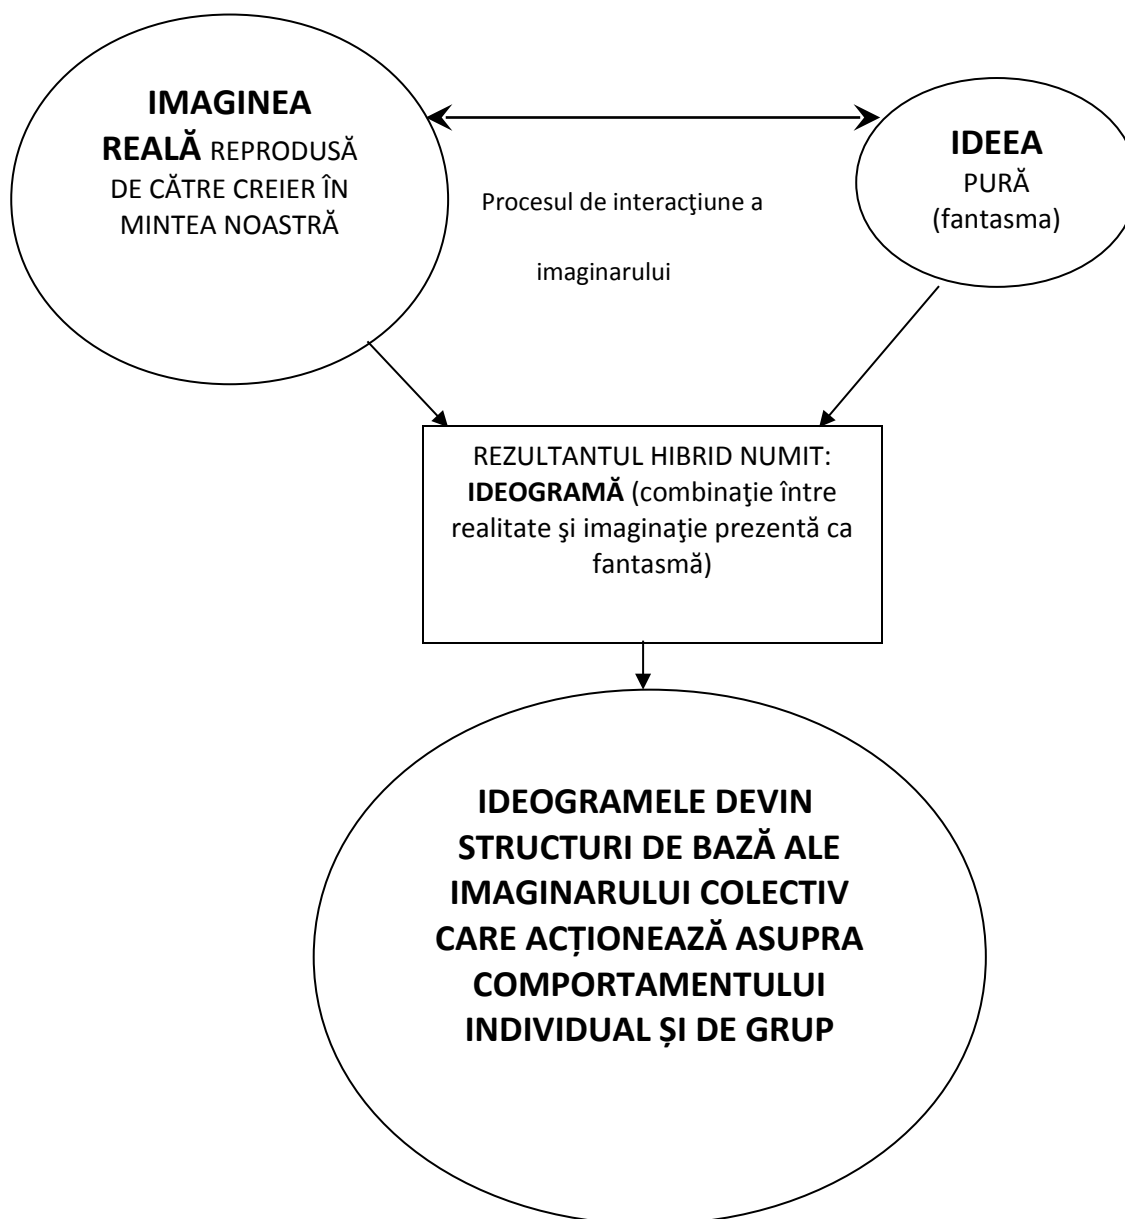 IMAGINEA
REALĂ REPRODUSĂ
DE CĂTRE CREIER ÎN
MINTEA NOASTRĂ
Procesul de interacţiune a
imaginarului
IDEEA
PURĂ
(fantasma)
REZULTANTUL HIBRID NUMIT:
IDEOGRAMĂ (combinaţie între
realitate şi imaginaţie prezentă ca
fantasmă)
IDEOGRAMELE DEVIN
STRUCTURI DE BAZĂ ALE
IMAGINARULUI COLECTIV
CARE ACȚIONEAZĂ ASUPRA
COMPORTAMENTULUI
INDIVIDUAL ȘI DE GRUP